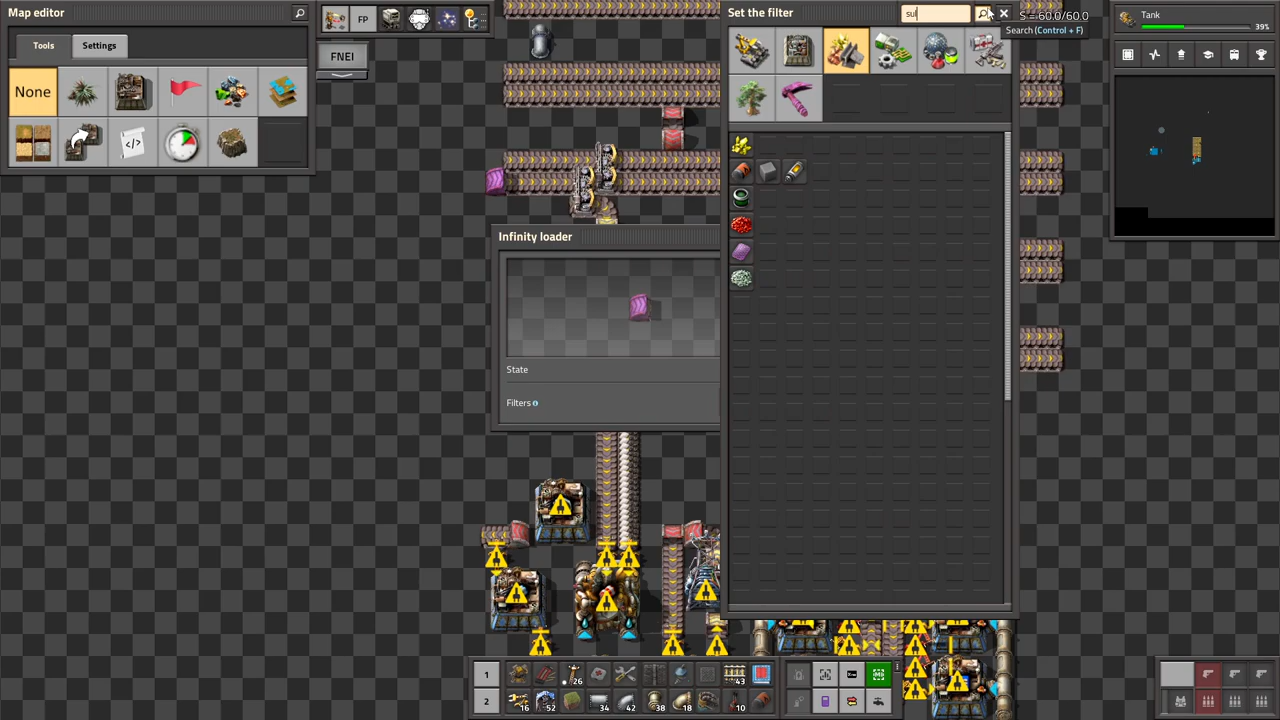 Map editor
Tools
Settings
None
FP
FNEI
Set the filter
sul
S = 60.0/60.0
Search (Control + F)
Tank
39%
Infinity loader
State
Filters
1
26
43
2
16
52
34
42
38
18
10